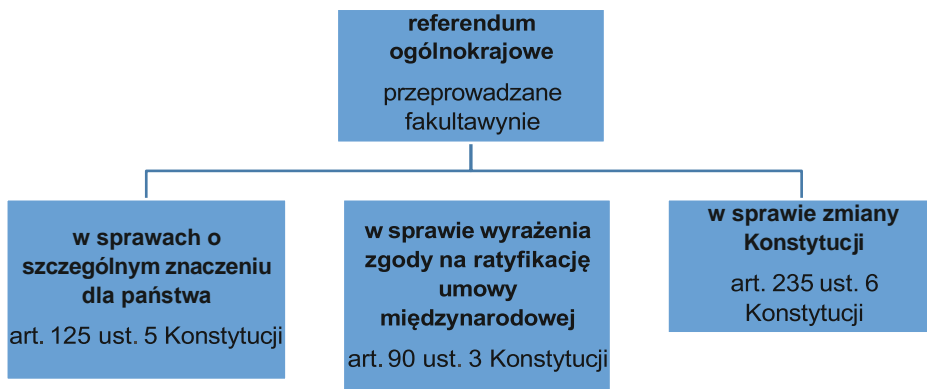 referendum
ogólnokrajowe
przeprowadzane
fakultawynie
w sprawach o
szczególnym znaczeniu
dla państwa
art. 125 ust. 5 Konstytucji
w sprawie wyrażenia
zgody na ratyfikację
umowy
międzynarodowej
art. 90 ust. 3 Konstytucji
w sprawie zmiany
Konstytucji
art. 235 ust. 6
Konstytucji